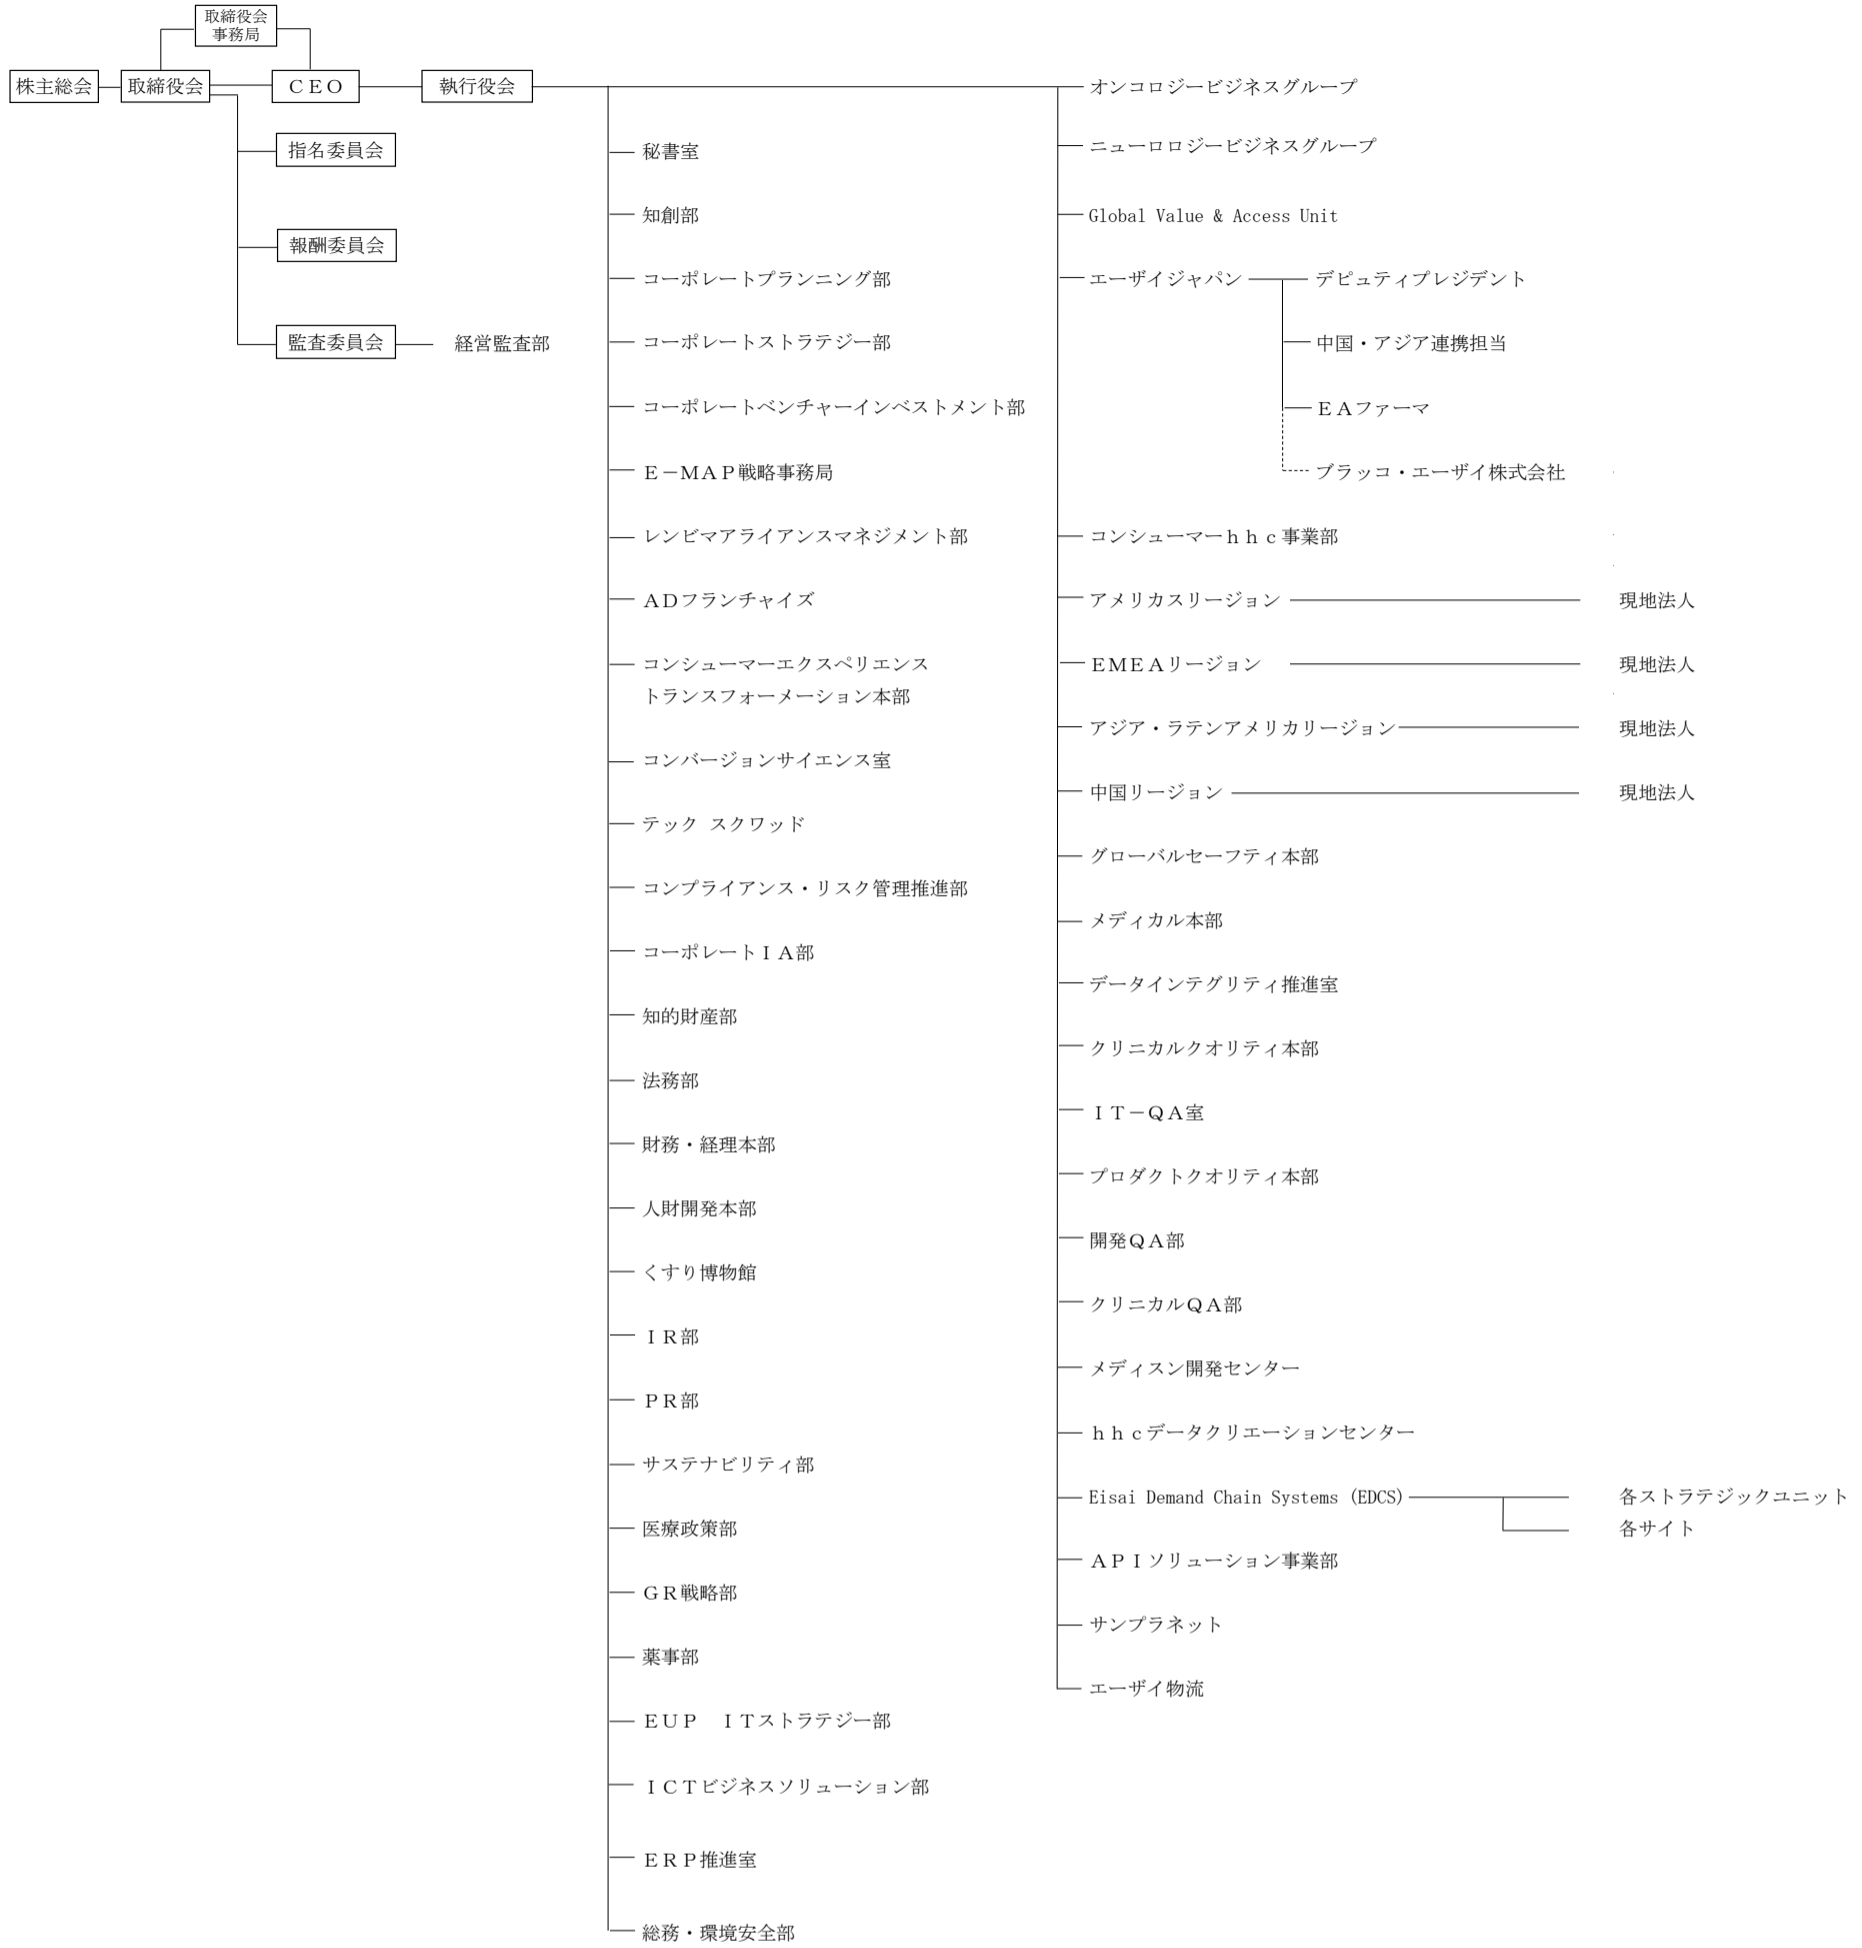 取締役会
事務局
株主総会
取締役会
ＣＥＯ
執行役会
指名委員会
報酬委員会
監査委員会
経営監査部
秘書室
知創部
コーポレートプランニング部
コーポレートストラテジー部
コーポレートベンチャーインベストメント部
Ｅ－ＭＡＰ戦略事務局
レンビマアライアンスマネジメント部
ＡＤフランチャイズ
コンシューマーエクスペリエンス
トランスフォーメーション本部
コンバージョンサイエンス室
テック スクワッド
コンプライアンス・リスク管理推進部
コーポレートＩＡ部
知的財産部
法務部
財務・経理本部
人財開発本部
くすり博物館
ＩＲ部
ＰＲ部
サステナビリティ部
医療政策部
ＧＲ戦略部
薬事部
ＥＵＰ　ＩＴストラテジー部
ＩＣＴビジネスソリューション部
ＥＲＰ推進室
総務・環境安全部
オンコロジービジネスグループ
ニューロロジービジネスグループ
Global Value & Access Unit
エーザイジャパン
デピュティプレジデント
中国・アジア連携担当
ＥＡファーマ
ブラッコ・エーザイ株式会社
コンシューマーｈｈｃ事業部
アメリカスリージョン
現地法人
ＥＭＥＡリージョン
現地法人
アジア・ラテンアメリカリージョン
現地法人
中国リージョン
現地法人
グローバルセーフティ本部
メディカル本部
データインテグリティ推進室
クリニカルクオリティ本部
ＩＴ－ＱＡ室
プロダクトクオリティ本部
開発ＱＡ部
クリニカルＱＡ部
メディスン開発センター
ｈｈｃデータクリエーションセンター
Eisai Demand Chain Systems (EDCS)
各ストラテジックユニット
各サイト
ＡＰＩソリューション事業部
サンプラネット
エーザイ物流